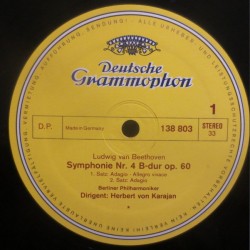 Deutsche
Grammophon
D.P.
Made in Germany
138 803
1
STEREO
33
Ludwig van Beethoven
Symphonie Nr. 4 B-dur op. 60
1. Satz: Adagio - Allegro vivace
2. Satz: Adagio
Berliner Philharmoniker
Dirigent: Herbert von Karajan